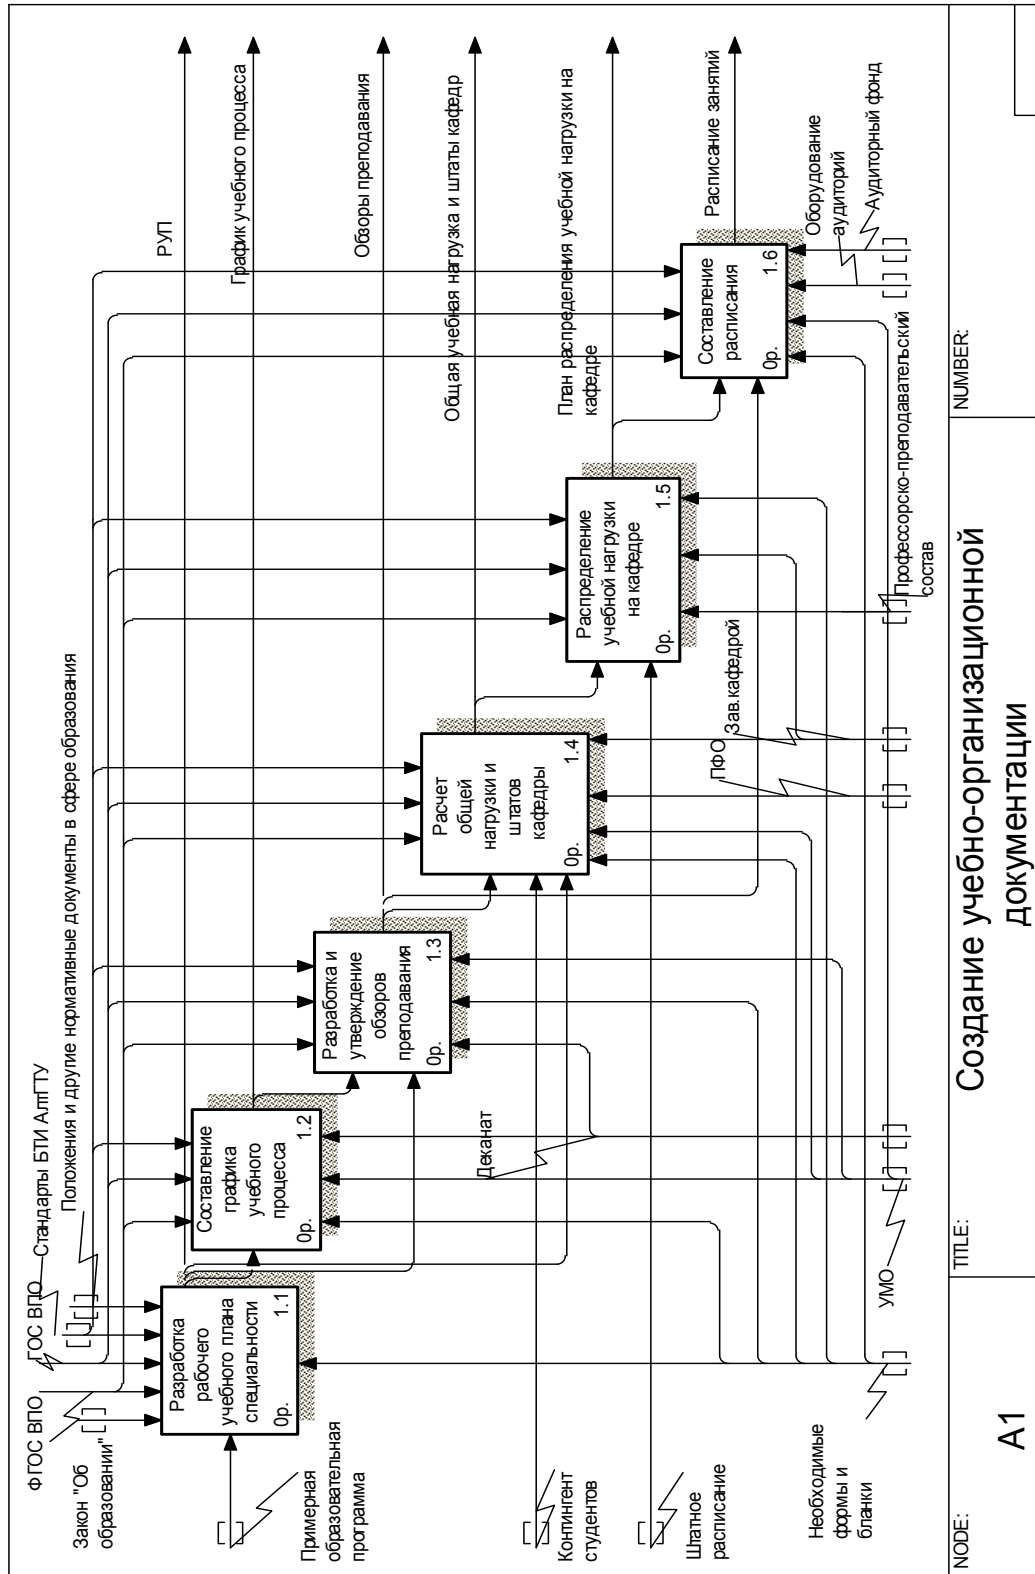 ФГОС ВПО
ГОС ВПО
Стандарты БТИ АлтГТУ
Положения и другие нормативные документы в сфере образования
Закон "Об
образовании"
РУП
График учебного процесса
Обзоры преподавания
Общая учебная нагрузка и штаты кафедр
План распределения учебной нагрузки на
кафедре
Расписание занятий
Разработка
рабочего
учебного плана
специальности
0р.
1.1
Составление
графика
учебного
процесса
0р.
1.2
Разработка и
утверждение
обзоров
преподавания
0р.
1.3
Расчет
общей
нагрузки и
штатов
кафедры
0р.
1.4
Распределение
учебной нагрузки
на кафедре
0р.
1.5
Составление
расписания
0р.
1.6
Примерная
образовательная
программа
Контингент
студентов
Штатное
расписание
Необходимые
формы и
бланки
УМО
Деканат
ПФО
Зав.кафедрой
Профессорско-преподавательский
состав
Оборудование
аудиторий
Аудиторный фонд
NODE:
A1
TITLE:
Создание учебно-организационной
документации
NUMBER: